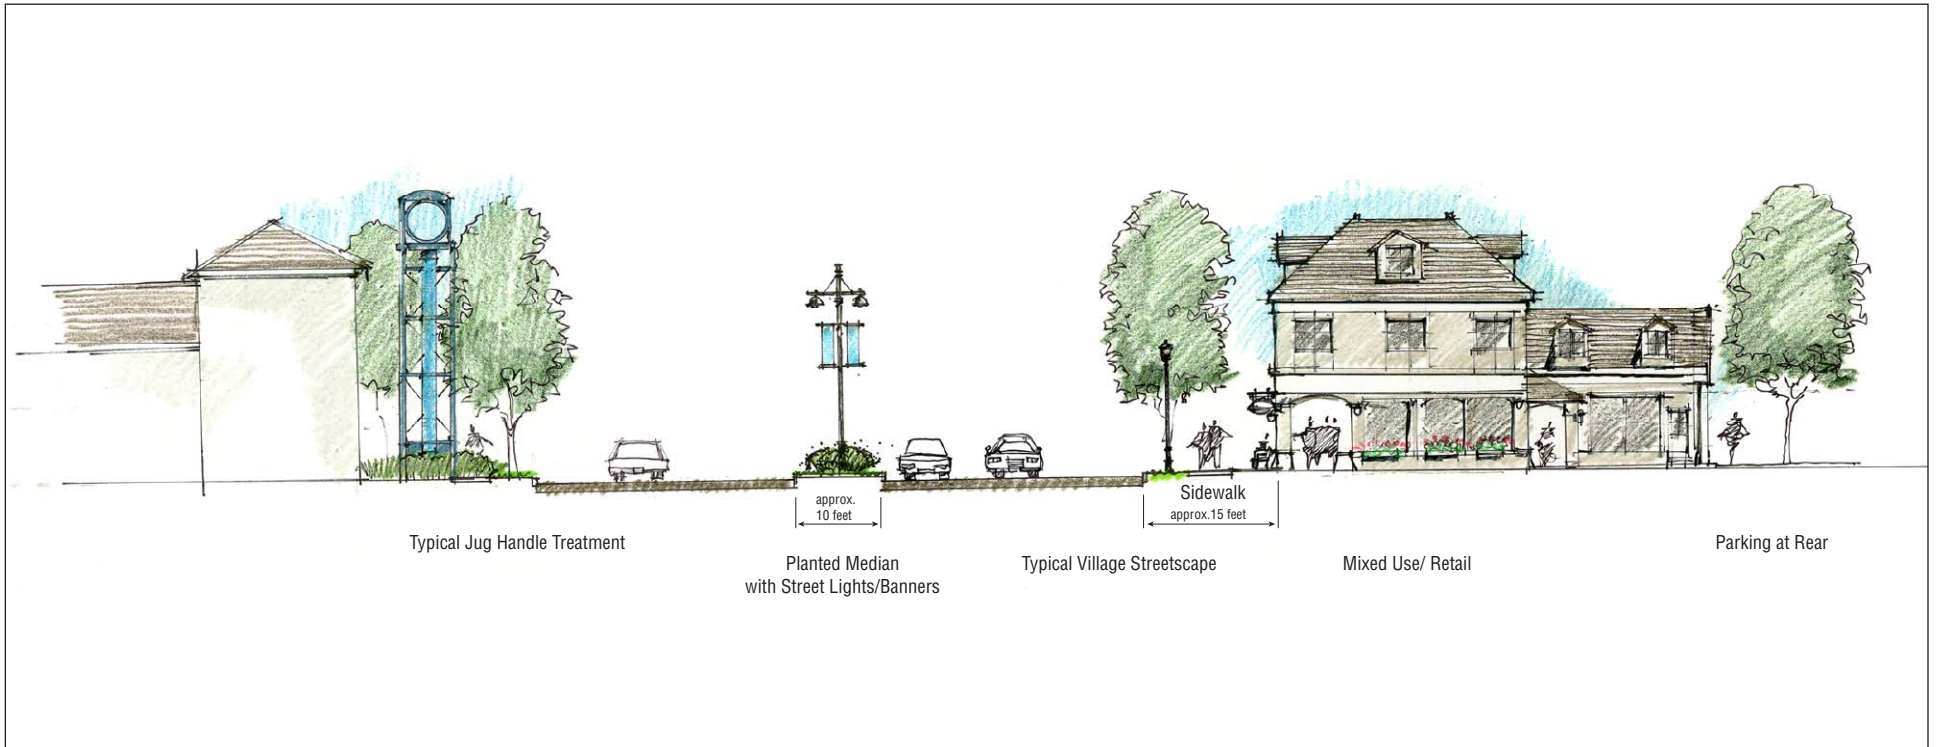 approx.
10 feet
Sidewalk
approx.15 feet
Typical Jug Handle Treatment
Planted Median
with Street Lights/Banners
Typical Village Streetscape
Mixed Use/ Retail
Parking at Rear